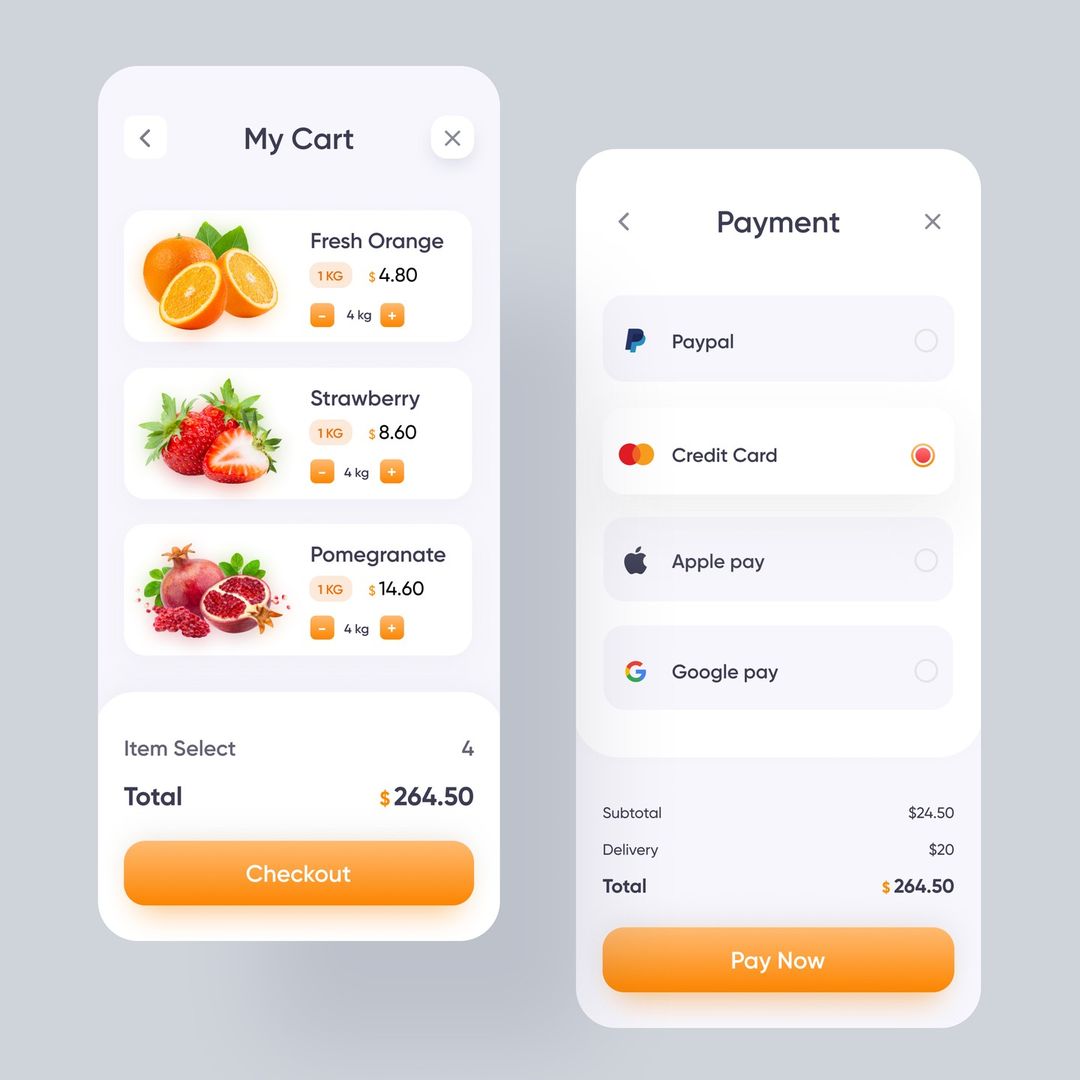 My Cart
Fresh Orange
1 KG $ 4.80
- 4 kg +
Strawberry
1 KG $ 8.60
- 4 kg +
Pomegranate
1 KG $ 14.60
- 4 kg +
Item Select 4
Total $ 264.50
Checkout
Payment
Paypal
Credit Card
Apple pay
Google pay
Subtotal $24.50
Delivery $20
Total $ 264.50
Pay Now